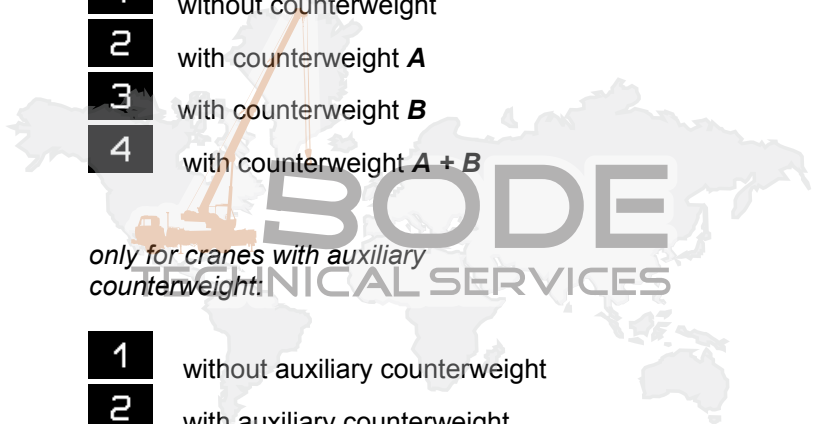 without counterweight
2 with counterweight A
3 with counterweight B
4 with counterweight A + B
BODE
only for cranes with auxiliary
TECHNICAL SERVICES
counterweight:
1 without auxiliary counterweight
2 with auxiliary counterweight